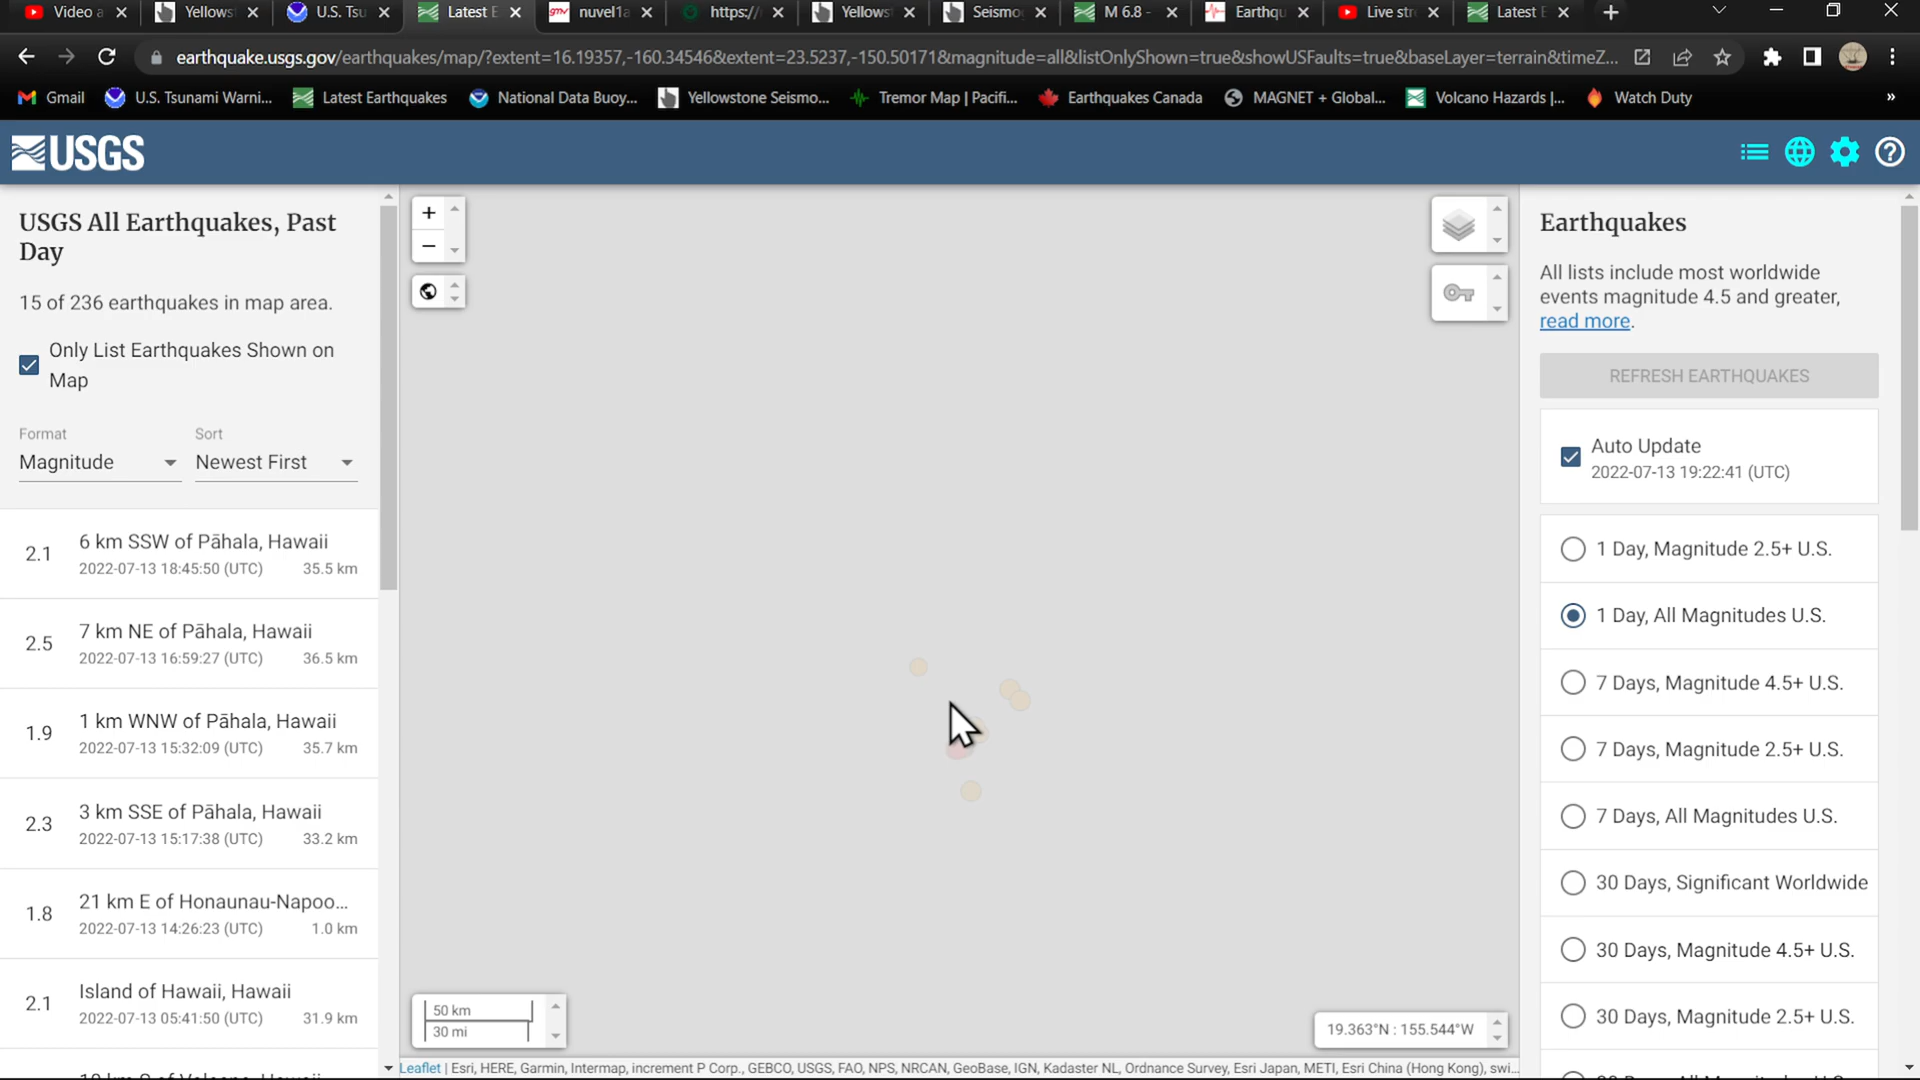 Video a
Yellows
U.S. Tsu
Latest E
nuvel1a
https://
Yellows
Seismo
M 6.8 -
Earthqu
Live str
Latest E
earthquake.usgs.gov/earthquakes/map/?extent=16.19357,-160.34546&extent=23.5237,-150.50171&magnitude=all&listOnlyShown=true&showUSFaults=true&baseLayer=terrain&timeZ...
Gmail
U.S. Tsunami Warni...
Latest Earthquakes
National Data Buoy...
Yellowstone Seismo...
Tremor Map | Pacifi...
Earthquakes Canada
MAGNET + Global...
Volcano Hazards |...
Watch Duty
»
USGS
USGS All Earthquakes, Past
Day
15 of 236 earthquakes in map area.
Only List Earthquakes Shown on
Map
Format
Sort
Magnitude
Newest First
2.1
6 km SSW of Pāhala, Hawaii
2022-07-13 18:45:50 (UTC)
35.5 km
2.5
7 km NE of Pāhala, Hawaii
2022-07-13 16:59:27 (UTC)
36.5 km
1.9
1 km WNW of Pāhala, Hawaii
2022-07-13 15:32:09 (UTC)
35.7 km
2.3
3 km SSE of Pāhala, Hawaii
2022-07-13 15:17:38 (UTC)
33.2 km
1.8
21 km E of Honaunau-Napoo...
2022-07-13 14:26:23 (UTC)
1.0 km
2.1
Island of Hawaii, Hawaii
2022-07-13 05:41:50 (UTC)
31.9 km
+
−
50 km
30 mi
19.363°N : 155.544°W
Leaflet | Esri, HERE, Garmin, Intermap, increment P Corp., GEBCO, USGS, FAO, NPS, NRCAN, GeoBase, IGN, Kadaster NL, Ordnance Survey, Esri Japan, METI, Esri China (Hong Kong), swi...
Earthquakes
All lists include most worldwide
events magnitude 4.5 and greater,
read more.
REFRESH EARTHQUAKES
Auto Update
2022-07-13 19:22:41 (UTC)
1 Day, Magnitude 2.5+ U.S.
1 Day, All Magnitudes U.S.
7 Days, Magnitude 4.5+ U.S.
7 Days, Magnitude 2.5+ U.S.
7 Days, All Magnitudes U.S.
30 Days, Significant Worldwide
30 Days, Magnitude 4.5+ U.S.
30 Days, Magnitude 2.5+ U.S.